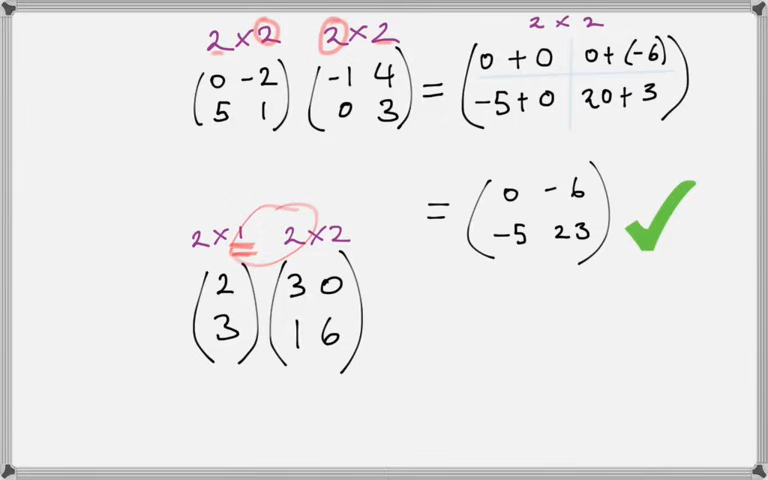 2×2 2×2 2×2
(0 -2) (-1 4) = (0 + 0 0+(-6))
(5 1) (0 3) (-5+0 20+3)
= (0 -6)
(-5 23)
2×1 2×2
(2) (3 0)
(3) (1 6)